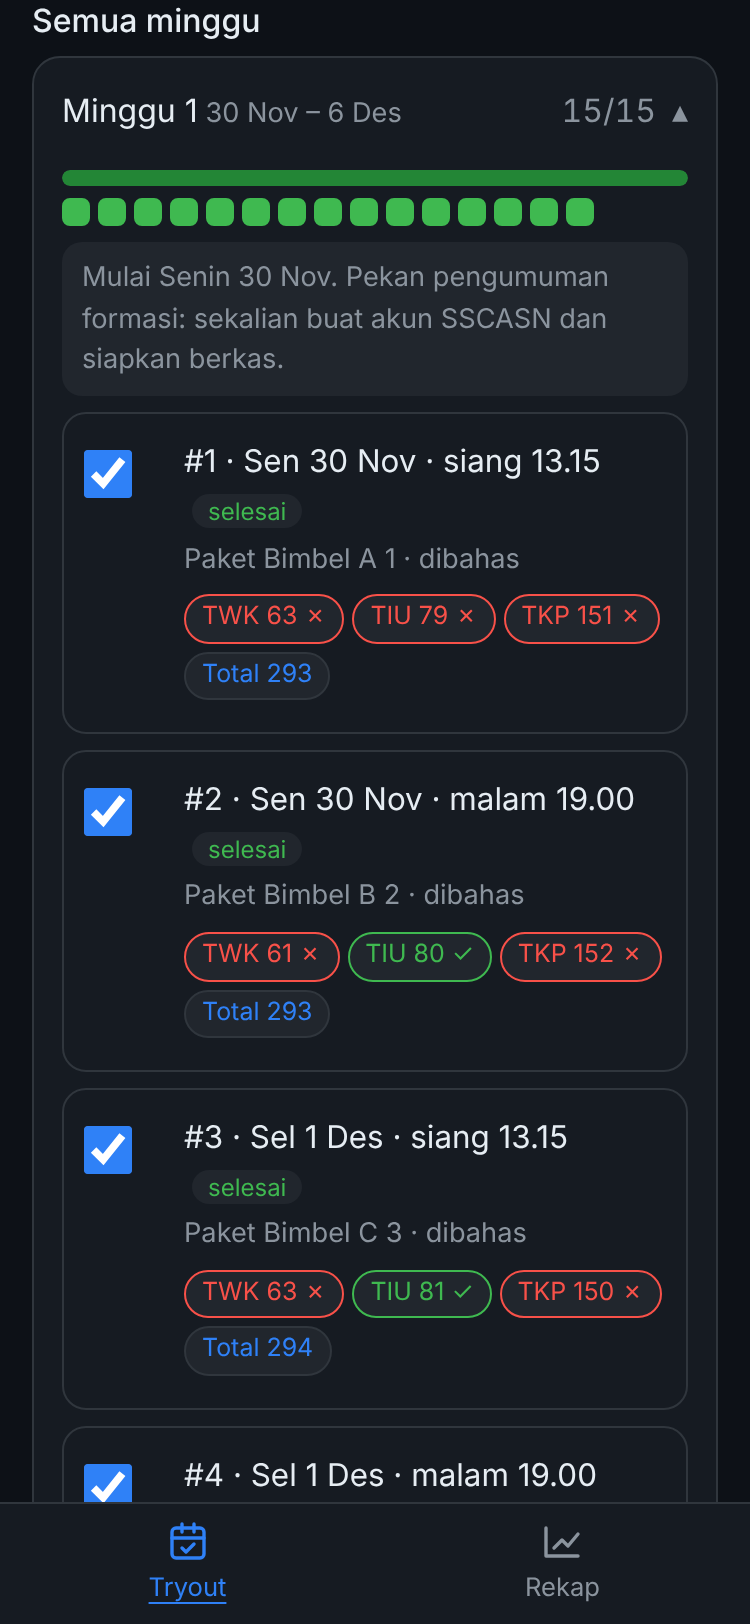 Semua minggu
Minggu 1 30 Nov – 6 Des 15/15 ▲
Mulai Senin 30 Nov. Pekan pengumuman
formasi: sekalian buat akun SSCASN dan
siapkan berkas.
#1 · Sen 30 Nov · siang 13.15
selesai
Paket Bimbel A 1 · dibahas
TWK 63 × TIU 79 × TKP 151 ×
Total 293
#2 · Sen 30 Nov · malam 19.00
selesai
Paket Bimbel B 2 · dibahas
TWK 61 × TIU 80 ✓ TKP 152 ×
Total 293
#3 · Sel 1 Des · siang 13.15
selesai
Paket Bimbel C 3 · dibahas
TWK 63 × TIU 81 ✓ TKP 150 ×
Total 294
#4 · Sel 1 Des · malam 19.00
Tryout Rekap